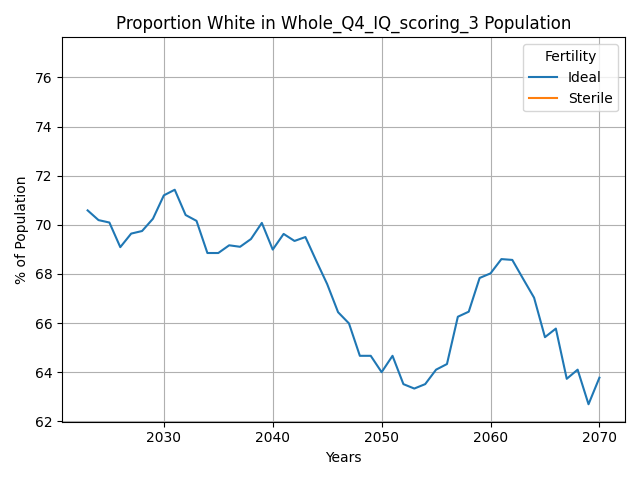 Proportion White in Whole_Q4_IQ_scoring_3 Population
Fertility
Ideal
Sterile
76
74
72
70
68
66
64
62
% of Population
2030
2040
2050
2060
2070
Years